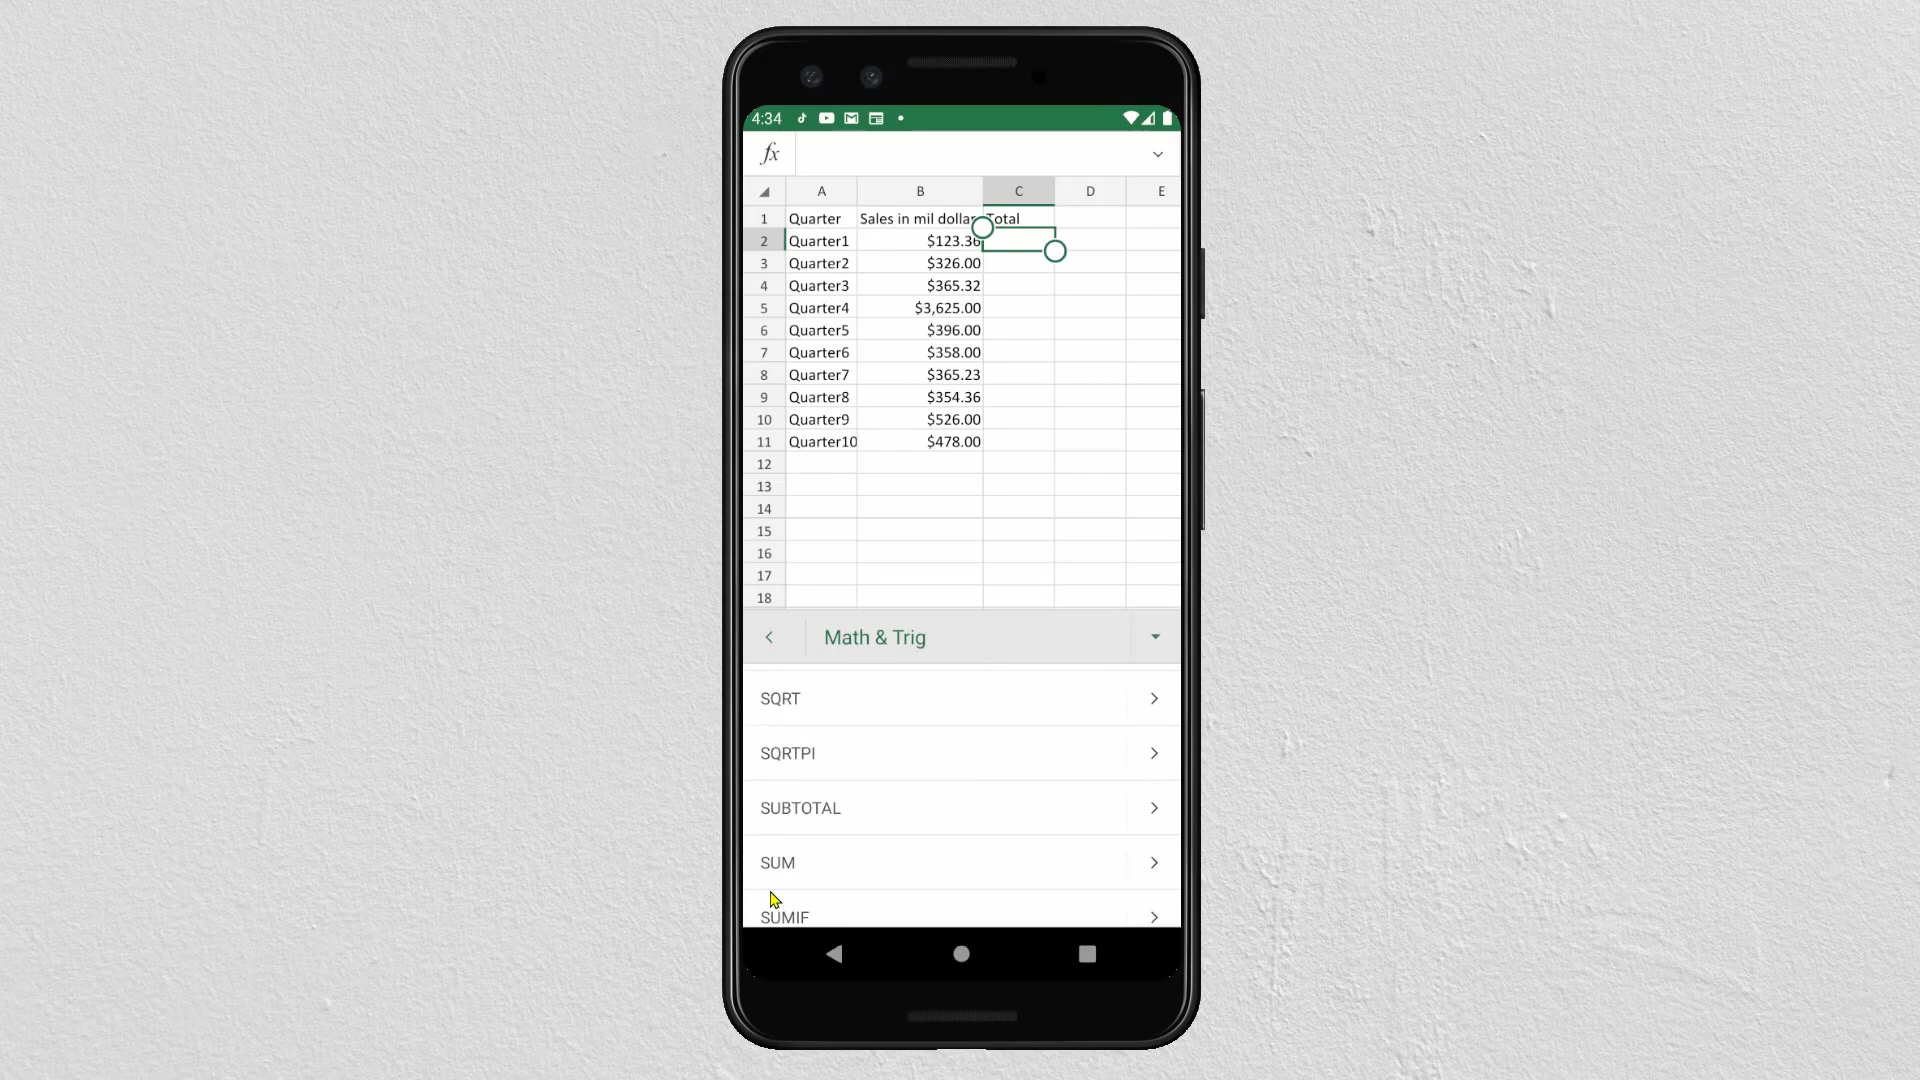 4:34
fx
A B C D E
1 Quarter Sales in mil dollar Total
2 Quarter1 $123.36
3 Quarter2 $326.00
4 Quarter3 $365.32
5 Quarter4 $3,625.00
6 Quarter5 $396.00
7 Quarter6 $358.00
8 Quarter7 $365.23
9 Quarter8 $354.36
10 Quarter9 $526.00
11 Quarter10 $478.00
12
13
14
15
16
17
18
Math & Trig
SQRT
SQRTPI
SUBTOTAL
SUM
SUMIF